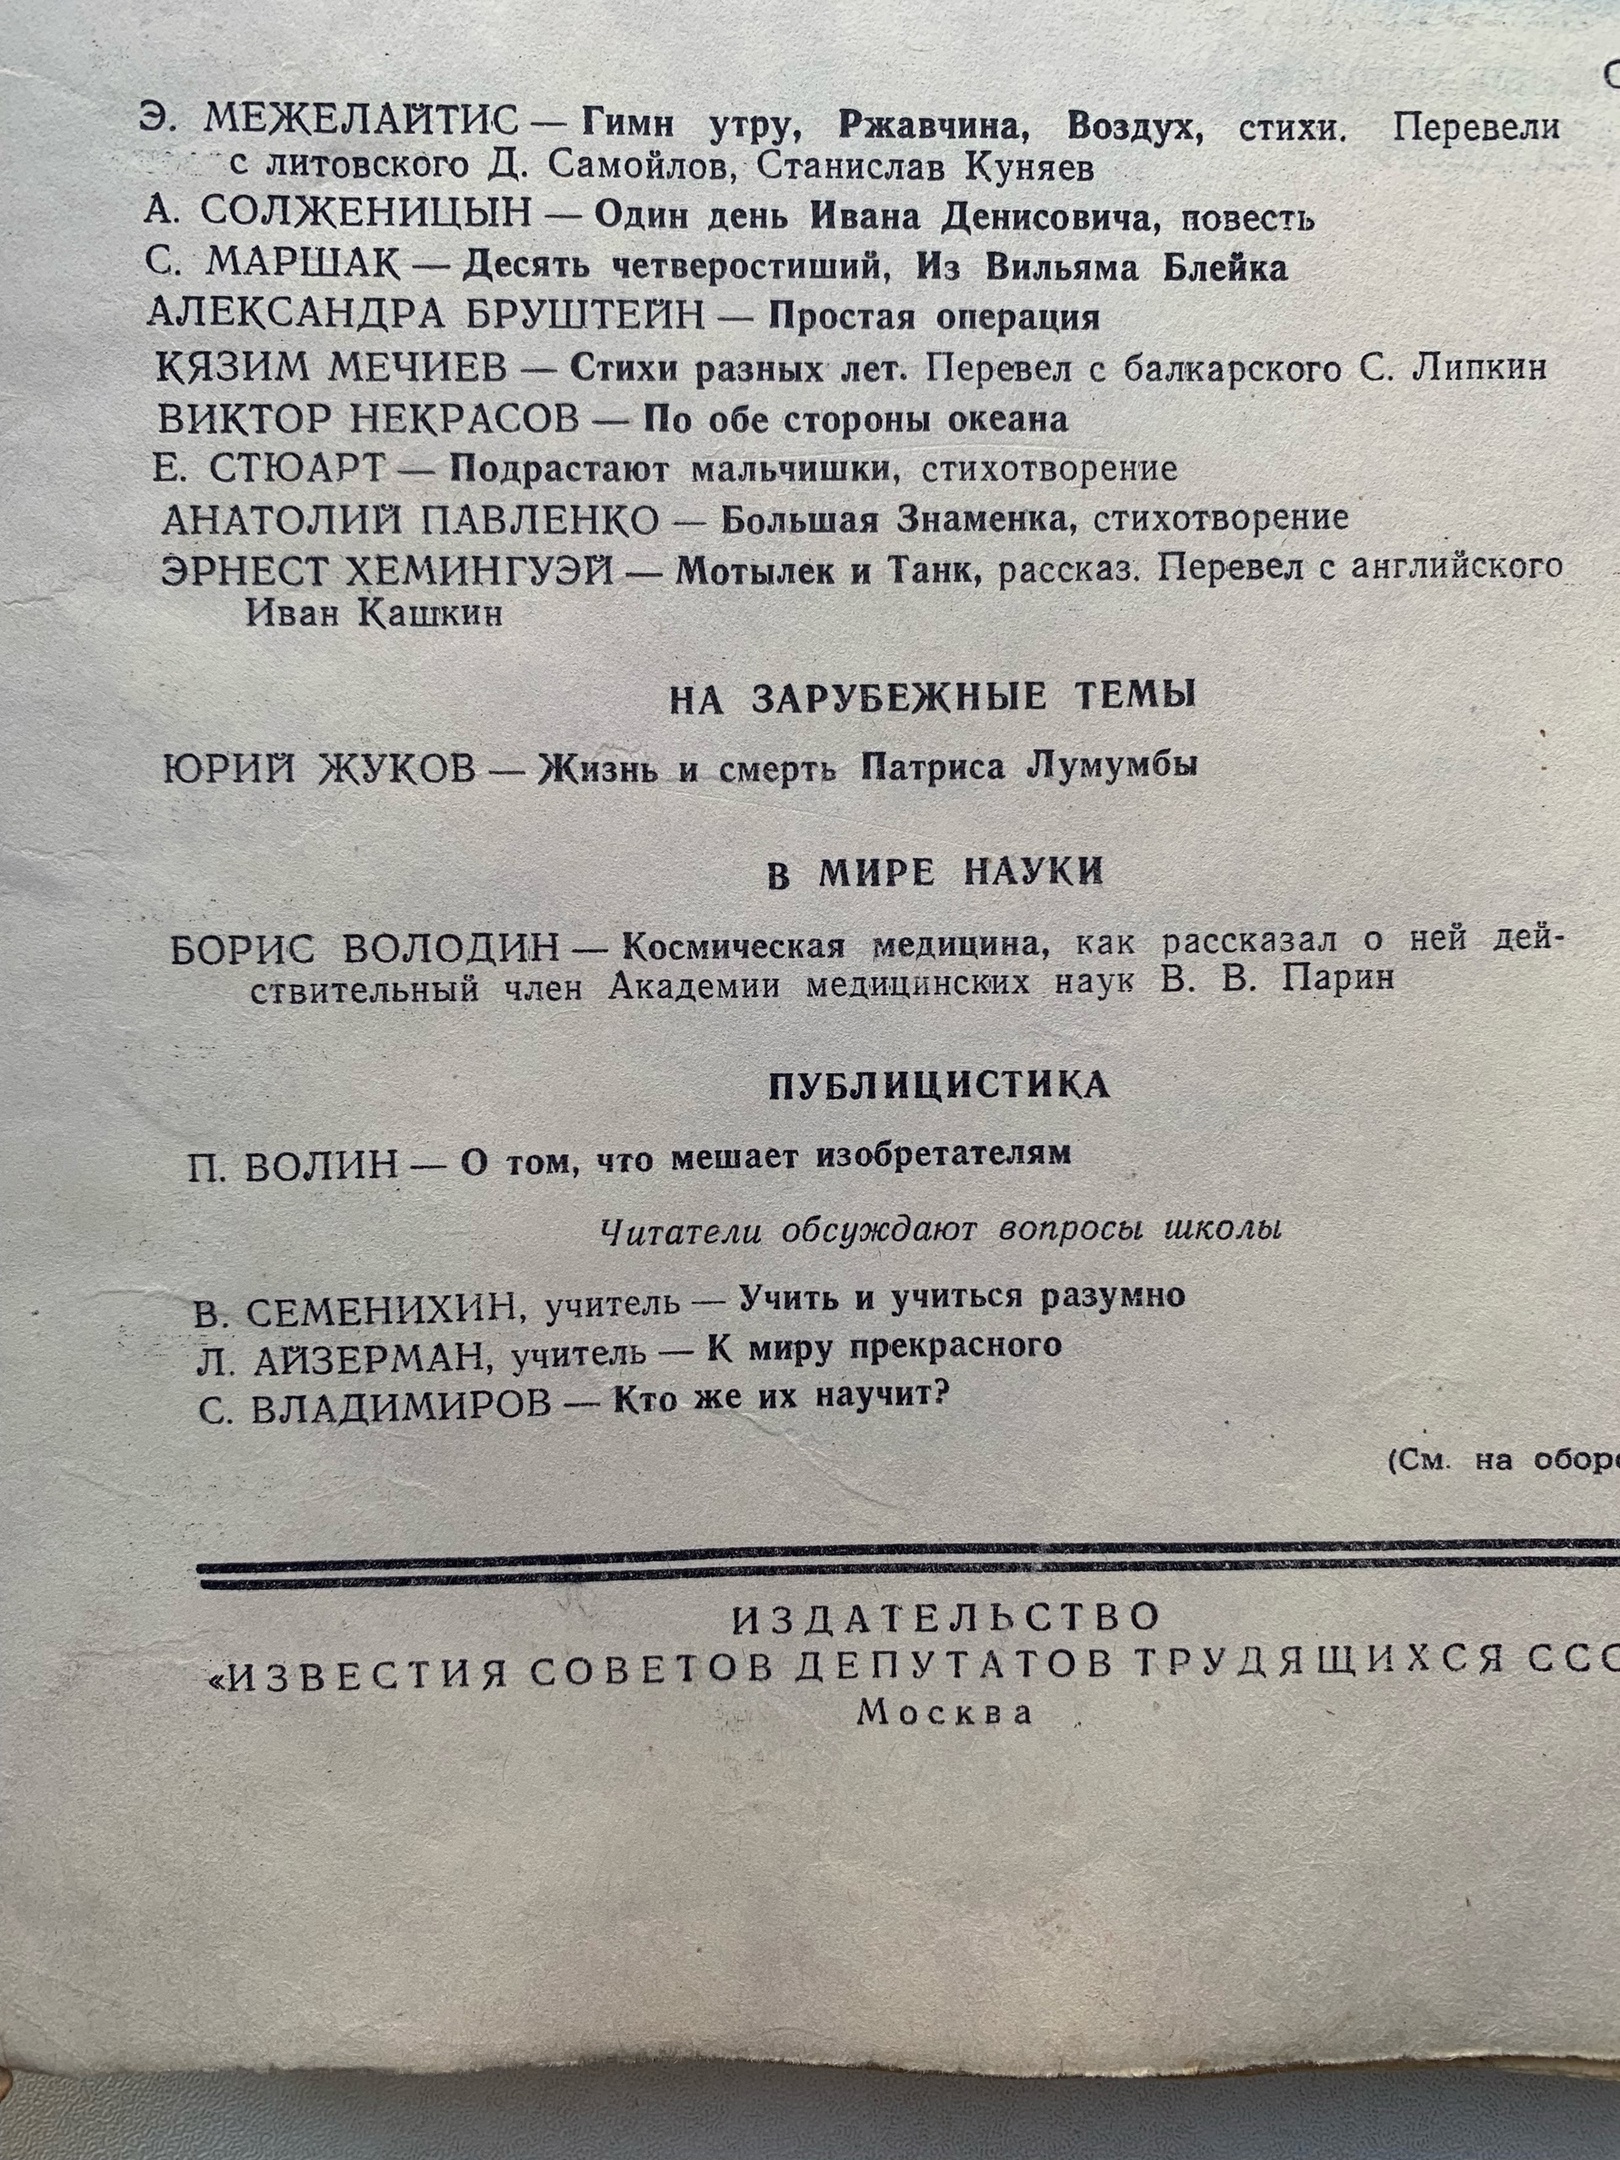 Э. МЕЖЕЛАЙТИС — Гимн утру, Ржавчина, Воздух, стихи. Перевели
с литовского Д. Самойлов, Станислав Куняев
А. СОЛЖЕНИЦЫН — Один день Ивана Денисовича, повесть
С. МАРШАК — Десять четверостиший, Из Вильяма Блейка
АЛЕКСАНДРА БРУШТЕЙН — Простая операция
КЯЗИМ МЕЧИЕВ — Стихи разных лет. Перевел с балкарского С. Липкин
ВИКТОР НЕКРАСОВ — По обе стороны океана
Е. СТЮАРТ — Подрастают мальчишки, стихотворение
АНАТОЛИЙ ПАВЛЕНКО — Большая Знаменка, стихотворение
ЭРНЕСТ ХЕМИНГУЭЙ — Мотылек и Танк, рассказ. Перевел с английского
Иван Кашкин
НА ЗАРУБЕЖНЫЕ ТЕМЫ
ЮРИЙ ЖУКОВ — Жизнь и смерть Патриса Лумумбы
В МИРЕ НАУКИ
БОРИС ВОЛОДИН — Космическая медицина, как рассказал о ней дей-
ствительный член Академии медицинских наук В. В. Парин
ПУБЛИЦИСТИКА
П. ВОЛИН — О том, что мешает изобретателям
Читатели обсуждают вопросы школы
В. СЕМЕНИХИН, учитель — Учить и учиться разумно
Л. АЙЗЕРМАН, учитель — К миру прекрасного
С. ВЛАДИМИРОВ — Кто же их научит?
(См. на оборо
ИЗДАТЕЛЬСТВО
«ИЗВЕСТИЯ СОВЕТОВ ДЕПУТАТОВ ТРУДЯЩИХСЯ ССС
Москва